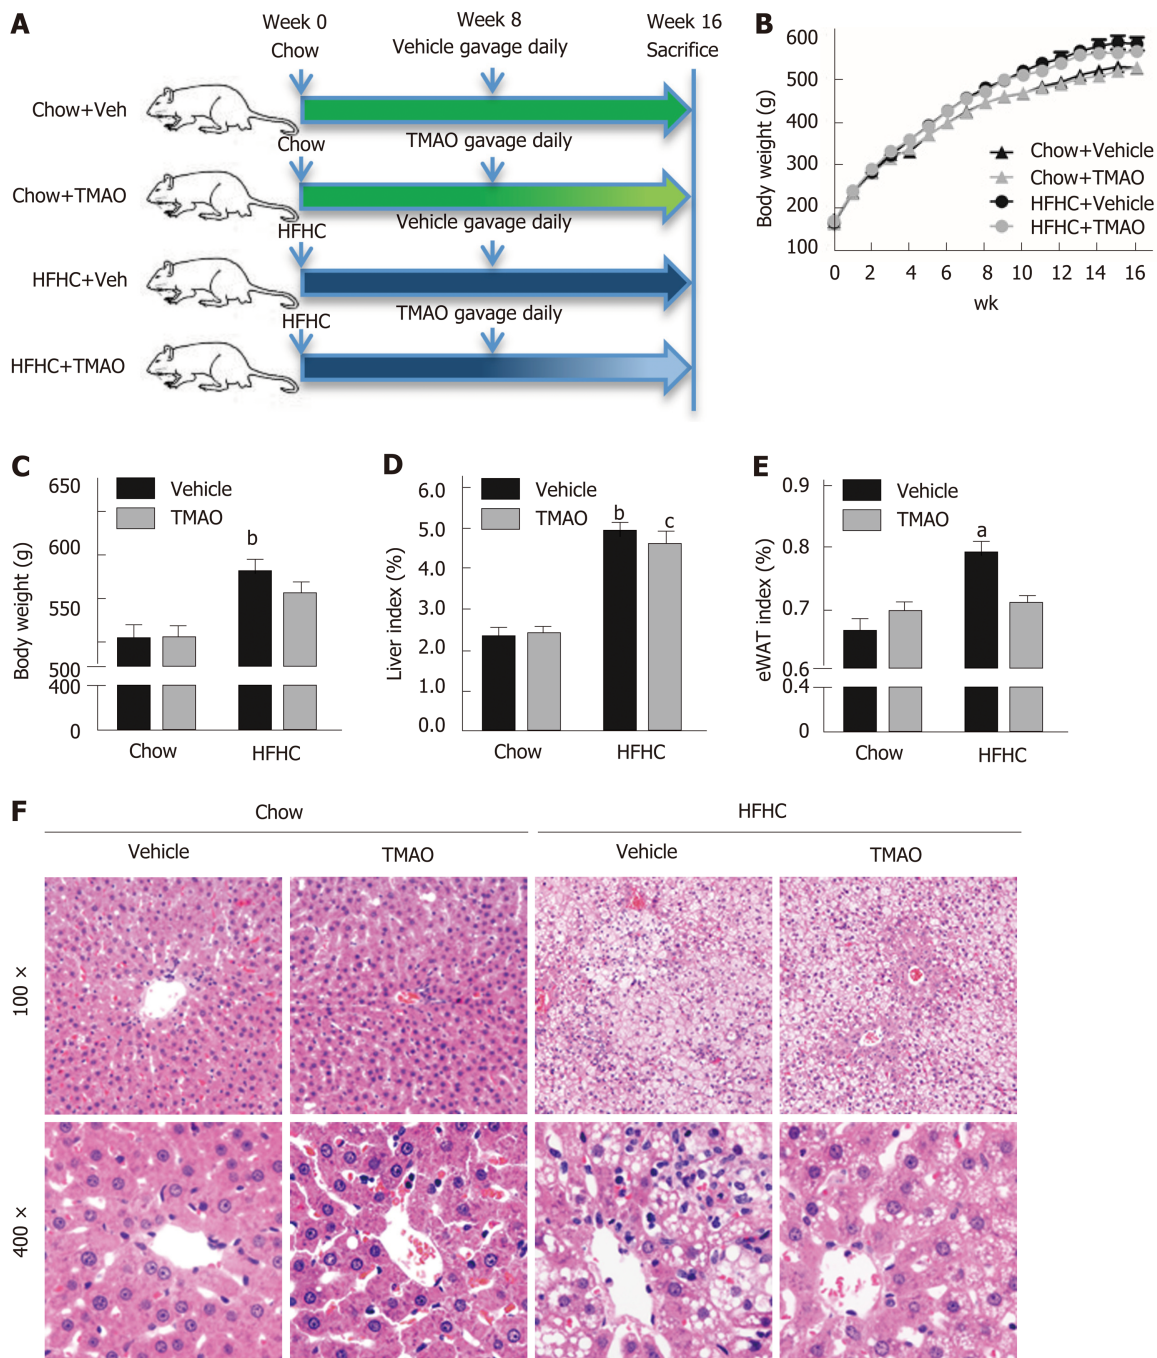 A
Week 0
Chow
Week 8
Vehicle gavage daily
Week 16
Sacrifice
Chow+Veh
Chow
TMAO gavage daily
Chow+TMAO
HFHC
Vehicle gavage daily
HFHC+Veh
HFHC
TMAO gavage daily
HFHC+TMAO
B
Body weight (g)
600
500
400
300
200
100
Chow+Vehicle
Chow+TMAO
HFHC+Vehicle
HFHC+TMAO
0 2 4 6 8 10 12 14 16
wk
C
Body weight (g)
650
600
550
500
400
0
Vehicle
TMAO
b
Chow HFHC
D
Liver index (%)
6.0
5.0
4.0
3.0
2.0
1.0
0.0
Vehicle
TMAO
b
c
Chow HFHC
E
eWAT index (%)
0.9
0.8
0.7
0.6
0.4
0
Vehicle
TMAO
a
Chow HFHC
F
Chow HFHC
Vehicle TMAO Vehicle TMAO
100 ×
400 ×